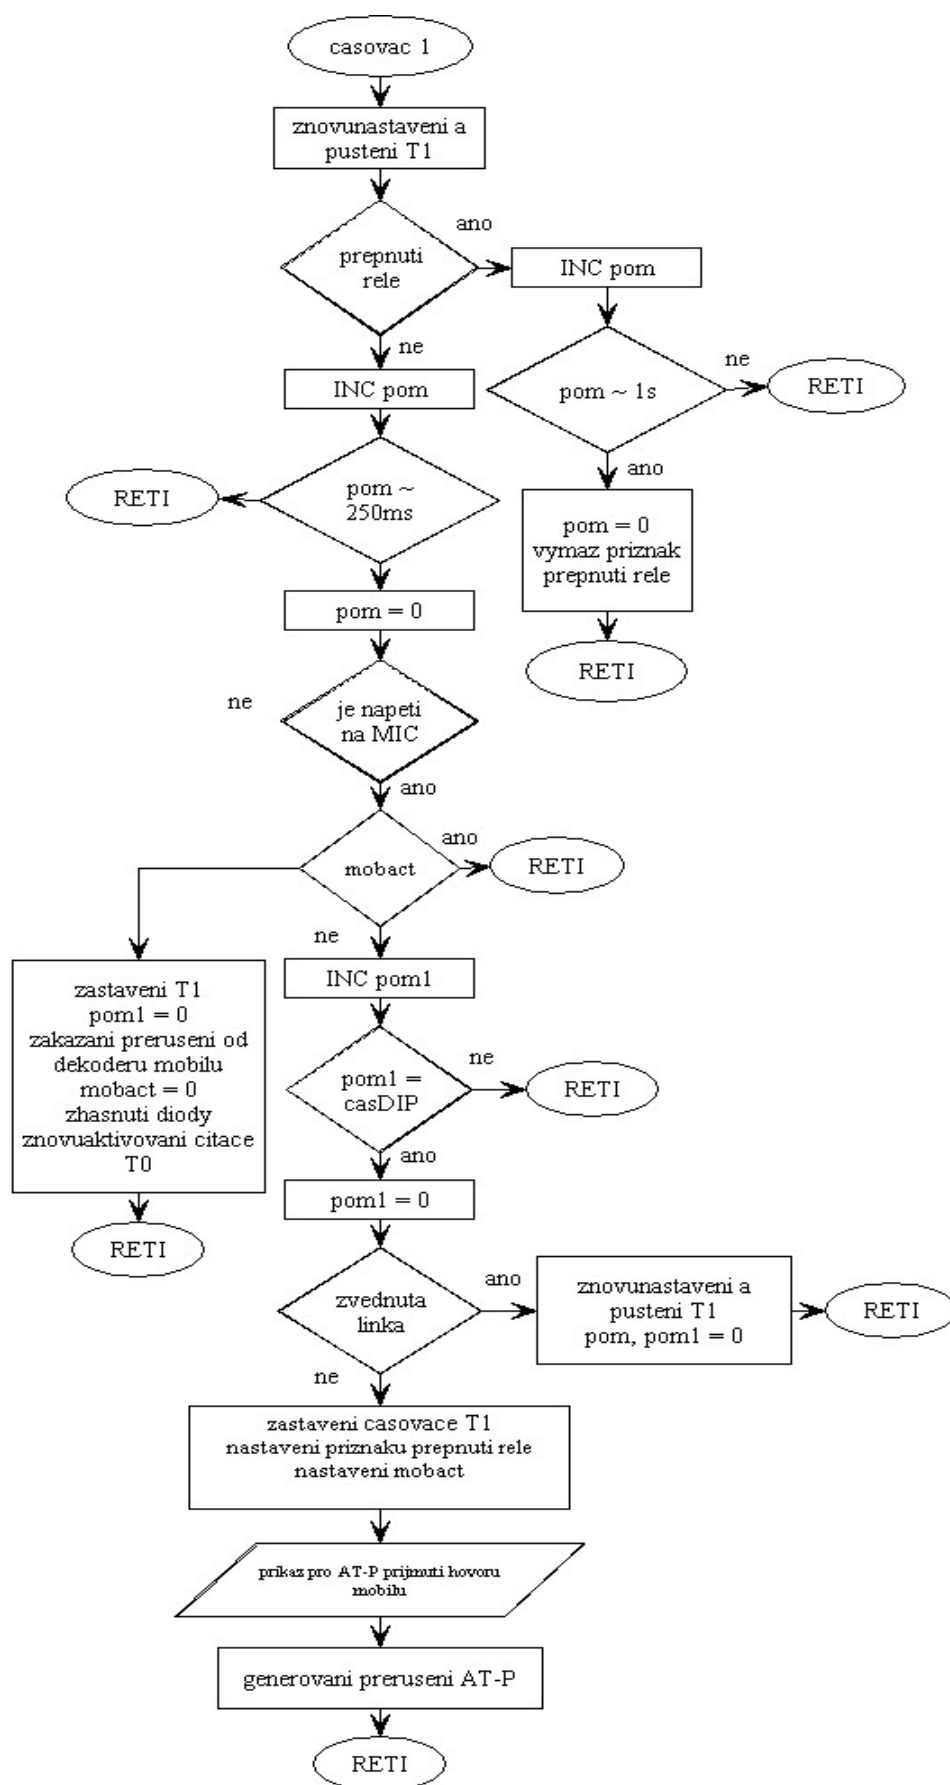 casovac 1
znovunastaveni a
pusteni T1
ano
prepnuti
rele
INC pom
ne
INC pom
pom ~ 1s
ne
RETI
ano
pom ~
250ms
RETI
pom = 0
vymaz priznak
prepnuti rele
pom = 0
RETI
ne
je napeti
na MIC
ano
mobact
ano
RETI
ne
INC pom1
zastaveni T1
pom1 = 0
zakazani preruseni od
dekoderu mobilu
mobact = 0
zhasnuti diody
znovuaktivovani citace
T0
RETI
pom1 =
casDIP
ne
RETI
ano
pom1 = 0
zvednuta
linka
ano
znovunastaveni a
pusteni T1
pom, pom1 = 0
RETI
ne
zastaveni casovace T1
nastaveni priznaku prepnuti rele
nastaveni mobact
prikaz pro AT-P prijmuti hovoru
mobilu
generovani preruseni AT-P
RETI